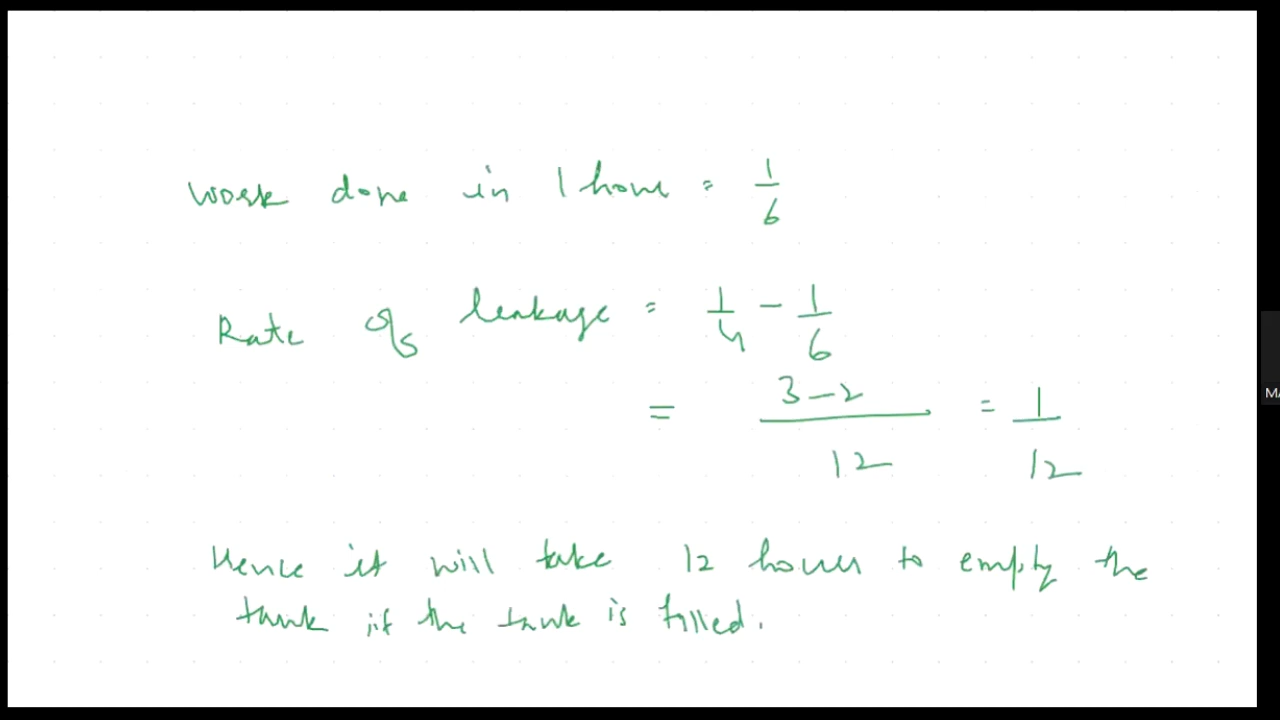 Work done in 1 hour = 1/6
Rate of leakage = 1/4 - 1/6
= 3-2/12 = 1/12
Hence it will take 12 hours to empty the
tank if the tank is filled.
MA